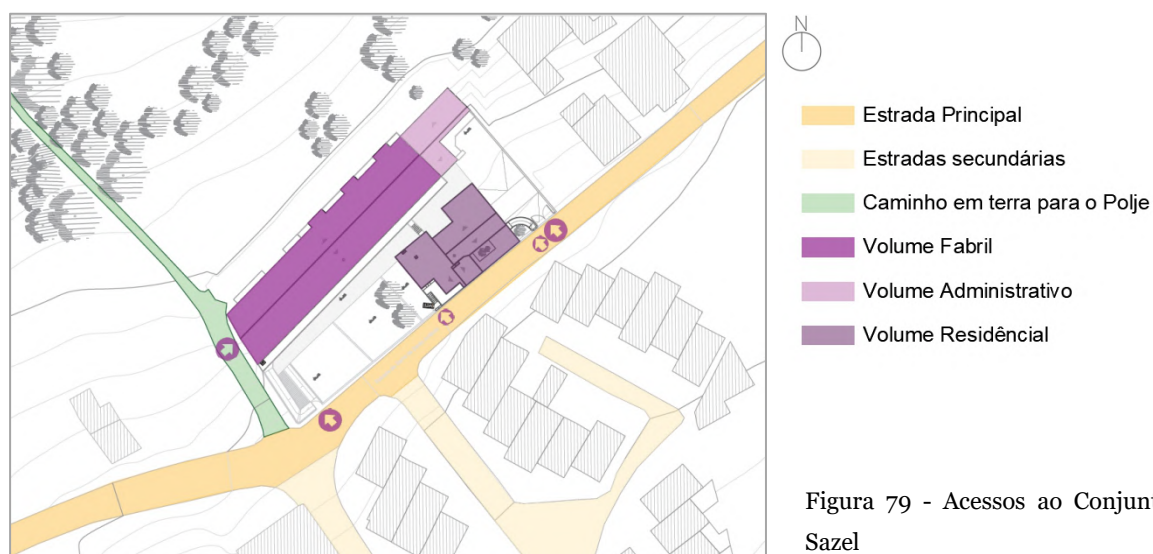 N
Estrada Principal
Estradas secundárias
Caminho em terra para o Polje
Volume Fabril
Volume Administrativo
Volume Residêncial
Figura 79 - Acessos ao
Sazel